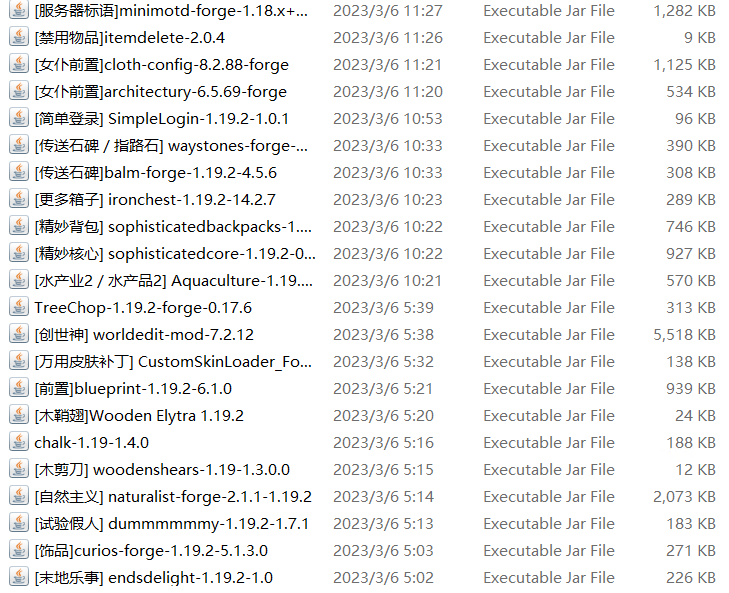 [服务器标语]minimotd-forge-1.18.x+... 2023/3/6 11:27 Executable Jar File 1,282 KB
[禁用物品]itemdelete-2.0.4 2023/3/6 11:26 Executable Jar File 9 KB
[女仆前置]cloth-config-8.2.88-forge 2023/3/6 11:21 Executable Jar File 1,125 KB
[女仆前置]architectury-6.5.69-forge 2023/3/6 11:20 Executable Jar File 534 KB
[简单登录] SimpleLogin-1.19.2-1.0.1 2023/3/6 10:53 Executable Jar File 96 KB
[传送石碑 / 指路石] waystones-forge-... 2023/3/6 10:33 Executable Jar File 390 KB
[传送石碑]balm-forge-1.19.2-4.5.6 2023/3/6 10:33 Executable Jar File 308 KB
[更多箱子] ironchest-1.19.2-14.2.7 2023/3/6 10:23 Executable Jar File 289 KB
[精妙背包] sophisticatedbackpacks-1.... 2023/3/6 10:22 Executable Jar File 746 KB
[精妙核心] sophisticatedcore-1.19.2-0... 2023/3/6 10:22 Executable Jar File 927 KB
[水产业2 / 水产品2] Aquaculture-1.19.... 2023/3/6 10:21 Executable Jar File 570 KB
TreeChop-1.19.2-forge-0.17.6 2023/3/6 5:39 Executable Jar File 313 KB
[创世神] worldedit-mod-7.2.12 2023/3/6 5:38 Executable Jar File 5,518 KB
[万用皮肤补丁] CustomSkinLoader_Fo... 2023/3/6 5:32 Executable Jar File 138 KB
[前置]blueprint-1.19.2-6.1.0 2023/3/6 5:21 Executable Jar File 939 KB
[木鞘翅]Wooden Elytra 1.19.2 2023/3/6 5:20 Executable Jar File 24 KB
chalk-1.19-1.4.0 2023/3/6 5:16 Executable Jar File 188 KB
[木剪刀] woodenshears-1.19-1.3.0.0 2023/3/6 5:15 Executable Jar File 12 KB
[自然主义] naturalist-forge-2.1.1-1.19.2 2023/3/6 5:14 Executable Jar File 2,073 KB
[试验假人] dummmmmmy-1.19.2-1.7.1 2023/3/6 5:13 Executable Jar File 183 KB
[饰品]curios-forge-1.19.2-5.1.3.0 2023/3/6 5:03 Executable Jar File 271 KB
[末地乐事] endsdelight-1.19.2-1.0 2023/3/6 5:02 Executable Jar File 226 KB